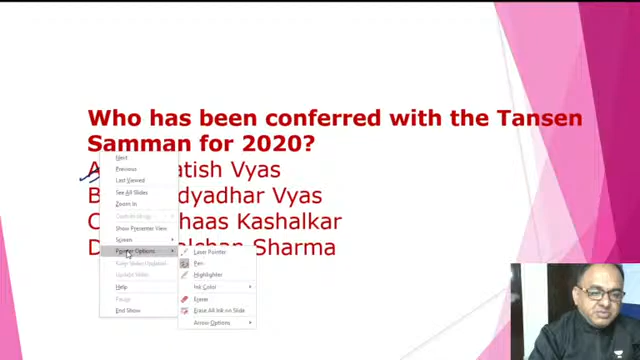 Who has been conferred with the Tansen
Samman for 2020?
A atish Vyas
B dyadhar Vyas
C haas Kashalkar
D alchan Sharma
Next
Previous
Last Viewed
See All Slides
Zoom In
Show Presenter View
Screen
Pointer Options
Help
Pause
End Show
Laser Pointer
Pen
Highlighter
Ink Color
Eraser
Erase All Ink on Slide
Arrow Options